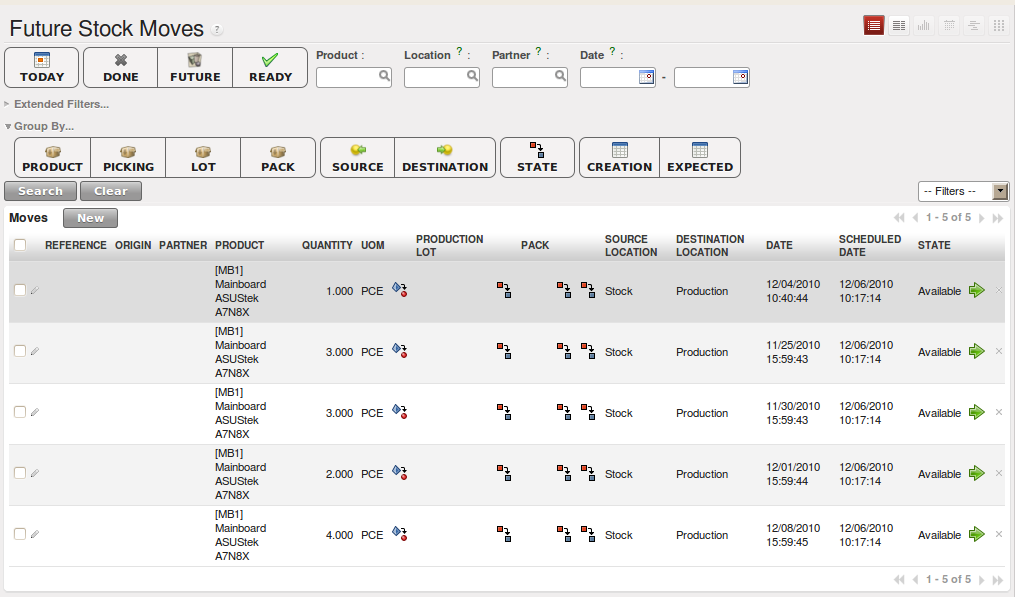 Future Stock Moves ?
TODAY DONE FUTURE READY
Product : Location ? : Partner ? : Date ? :
-
Extended Filters...
Group By...
PRODUCT PICKING LOT PACK SOURCE DESTINATION STATE CREATION EXPECTED
Search Clear -- Filters --
Moves New 1 - 5 of 5
REFERENCE ORIGIN PARTNER PRODUCT QUANTITY UOM PRODUCTION LOT PACK SOURCE LOCATION DESTINATION LOCATION DATE SCHEDULED DATE STATE
[MB1]
Mainboard
ASUStek
A7N8X
1.000 PCE Stock Production 12/04/2010 10:40:44 12/06/2010 10:17:14 Available
[MB1]
Mainboard
ASUStek
A7N8X
3.000 PCE Stock Production 11/25/2010 15:59:43 12/06/2010 10:17:14 Available
[MB1]
Mainboard
ASUStek
A7N8X
3.000 PCE Stock Production 11/30/2010 15:59:43 12/06/2010 10:17:14 Available
[MB1]
Mainboard
ASUStek
A7N8X
2.000 PCE Stock Production 12/01/2010 15:59:44 12/06/2010 10:17:14 Available
[MB1]
Mainboard
ASUStek
A7N8X
4.000 PCE Stock Production 12/08/2010 15:59:45 12/06/2010 10:17:14 Available
1 - 5 of 5